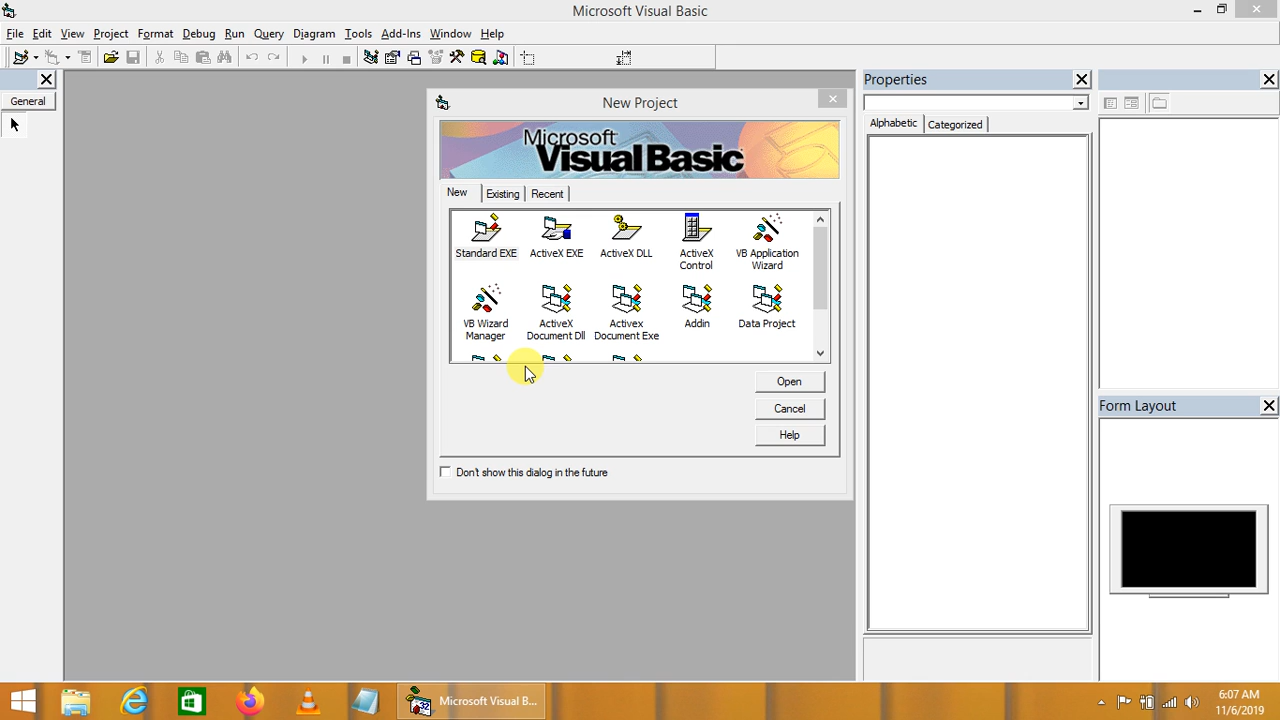 Microsoft Visual Basic
File Edit View Project Format Debug Run Query Diagram Tools Add-Ins Window Help
General
New Project
Microsoft
Visual Basic
New Existing Recent
Standard EXE
ActiveX EXE
ActiveX DLL
ActiveX
Control
VB Application
Wizard
VB Wizard
Manager
ActiveX
Document Dll
Activex
Document Exe
Addin
Data Project
Open
Cancel
Help
Don't show this dialog in the future
Properties
Alphabetic Categorized
Form Layout
32
Microsoft Visual B...
6:07 AM
11/6/2019